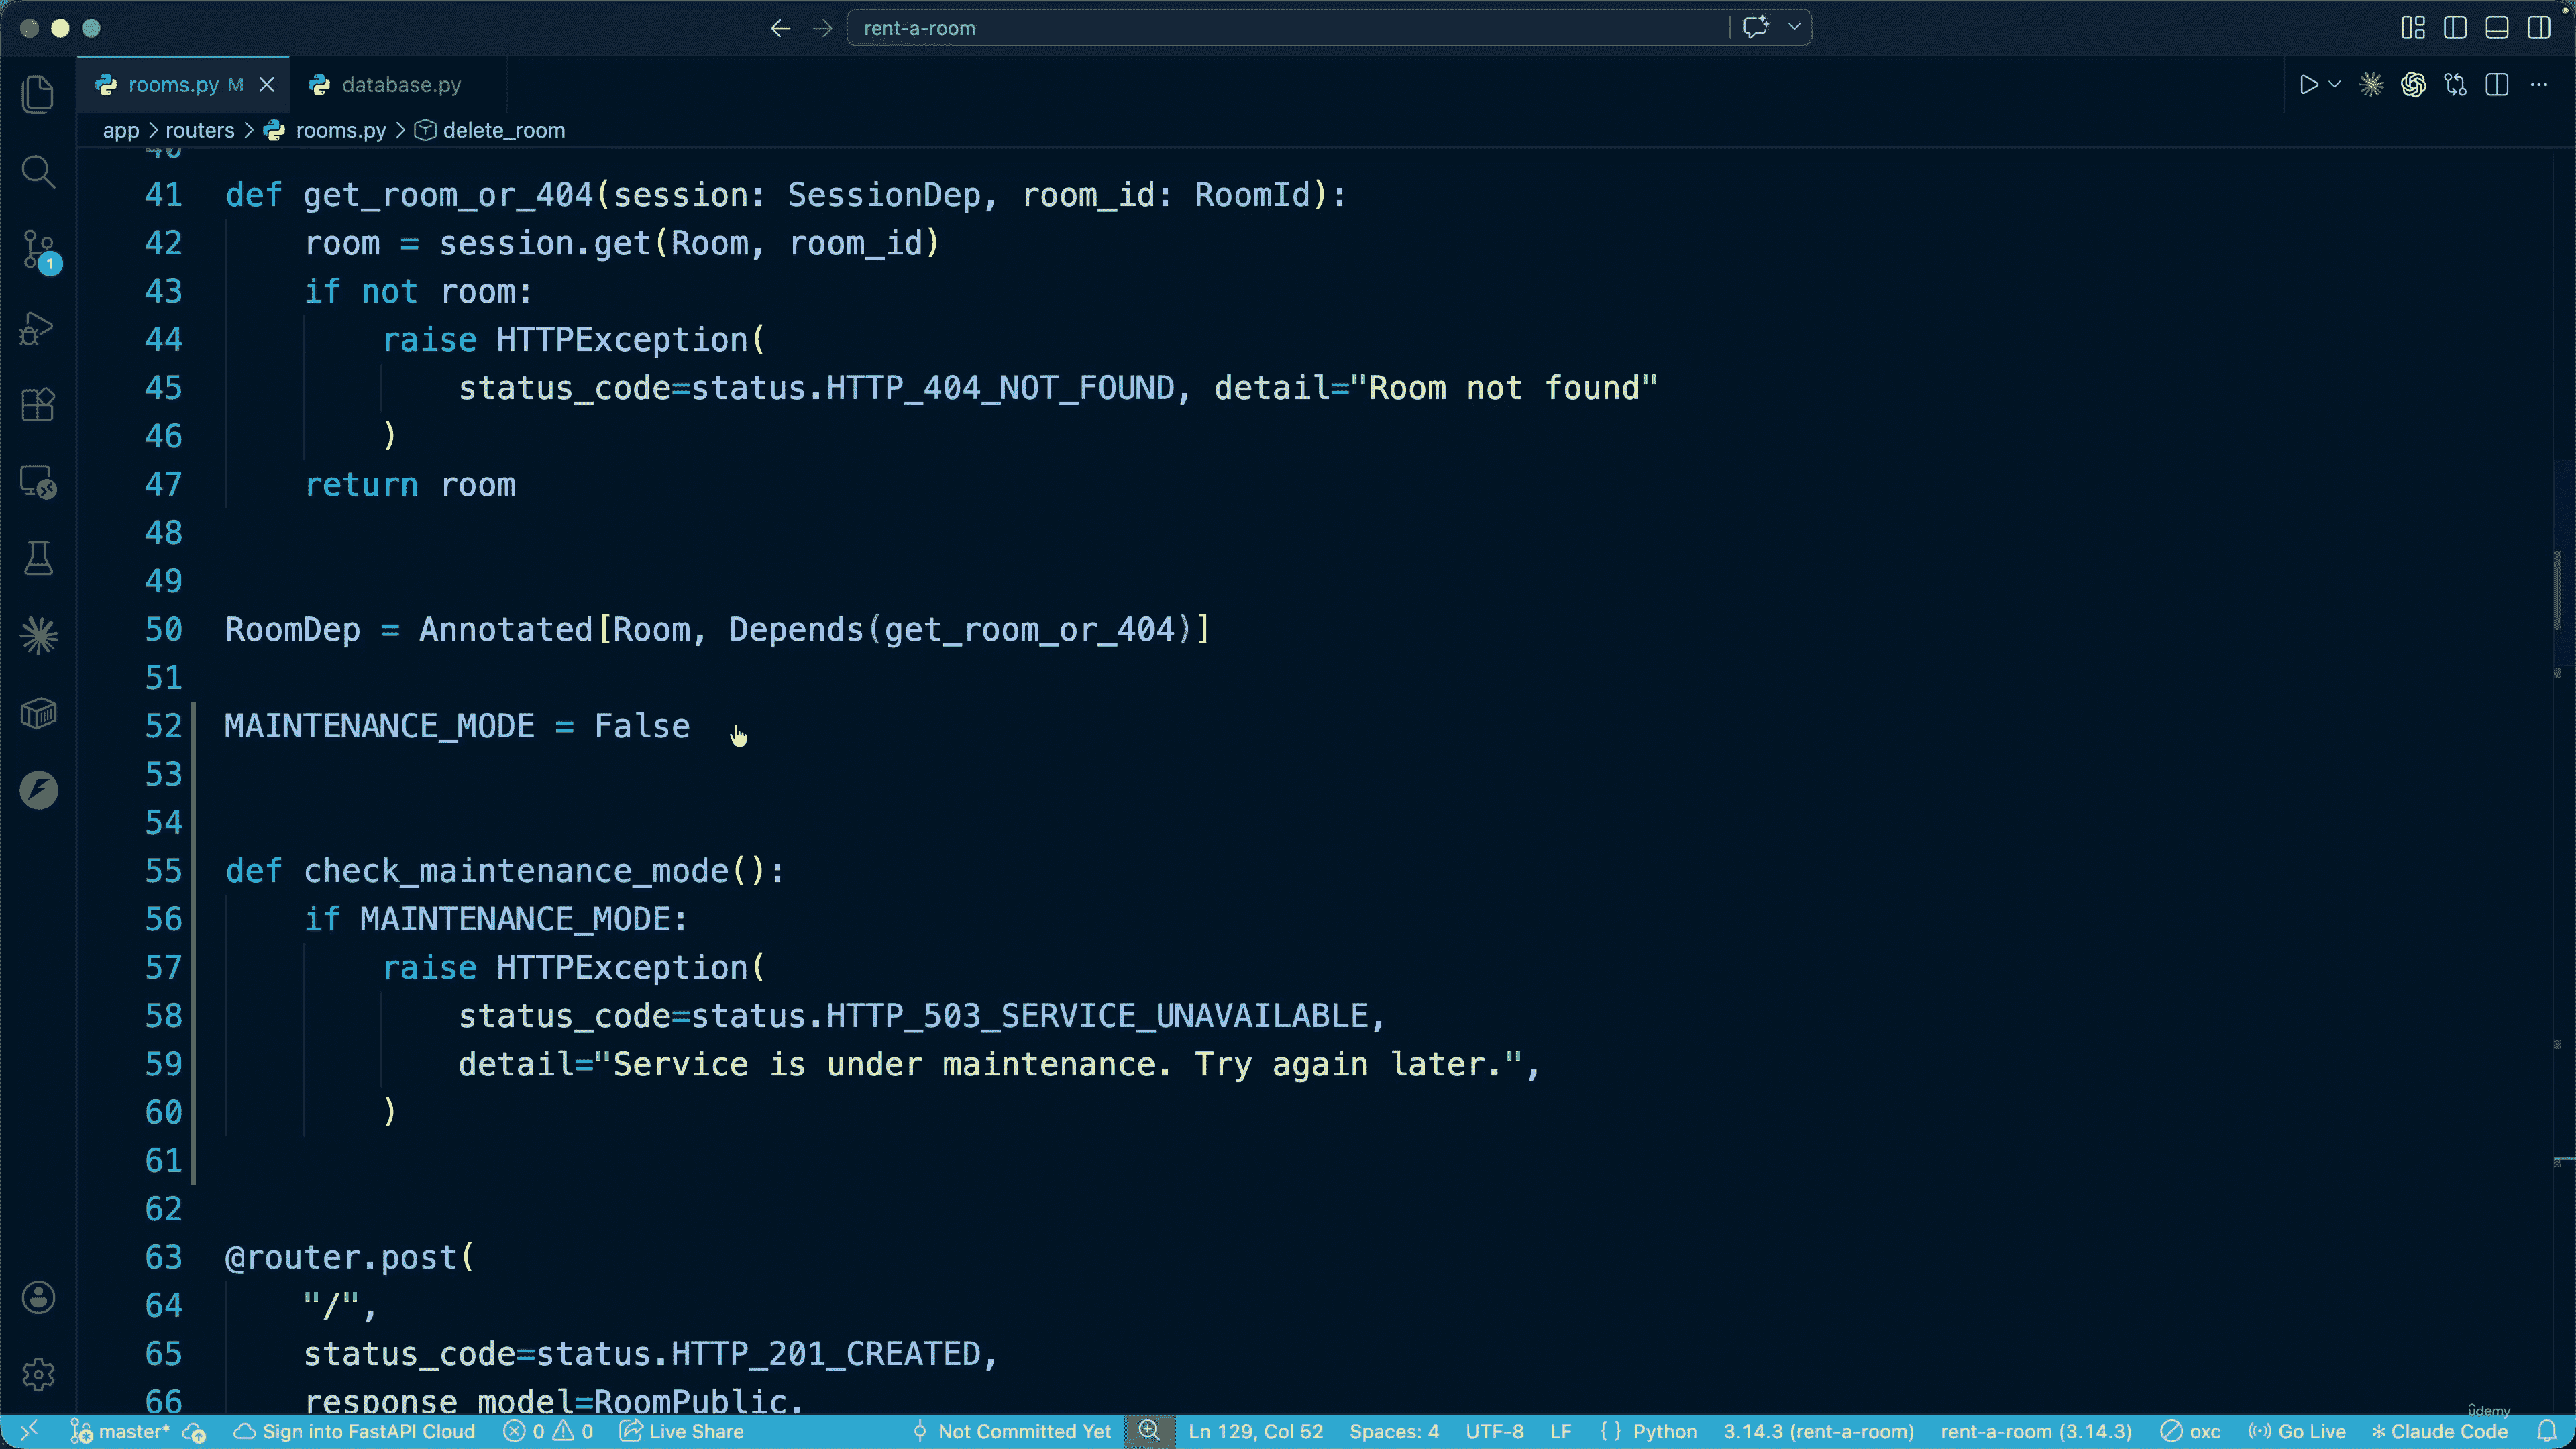 rent-a-room
rooms.py M
database.py
app > routers > rooms.py > delete_room
40
41 def get_room_or_404(session: SessionDep, room_id: RoomId):
42     room = session.get(Room, room_id)
43     if not room:
44         raise HTTPException(
45             status_code=status.HTTP_404_NOT_FOUND, detail="Room not found"
46         )
47     return room
48
49
50 RoomDep = Annotated[Room, Depends(get_room_or_404)]
51
52 MAINTENANCE_MODE = False
53
54
55 def check_maintenance_mode():
56     if MAINTENANCE_MODE:
57         raise HTTPException(
58             status_code=status.HTTP_503_SERVICE_UNAVAILABLE,
59             detail="Service is under maintenance. Try again later.",
60         )
61
62
63 @router.post(
64     "/",
65     status_code=status.HTTP_201_CREATED,
66     response_model=RoomPublic,
1
udemy
master* Sign into FastAPI Cloud 0 0 Live Share Not Committed Yet Ln 129, Col 52 Spaces: 4 UTF-8 LF { } Python 3.14.3 (rent-a-room) rent-a-room (3.14.3) oxc Go Live Claude Code